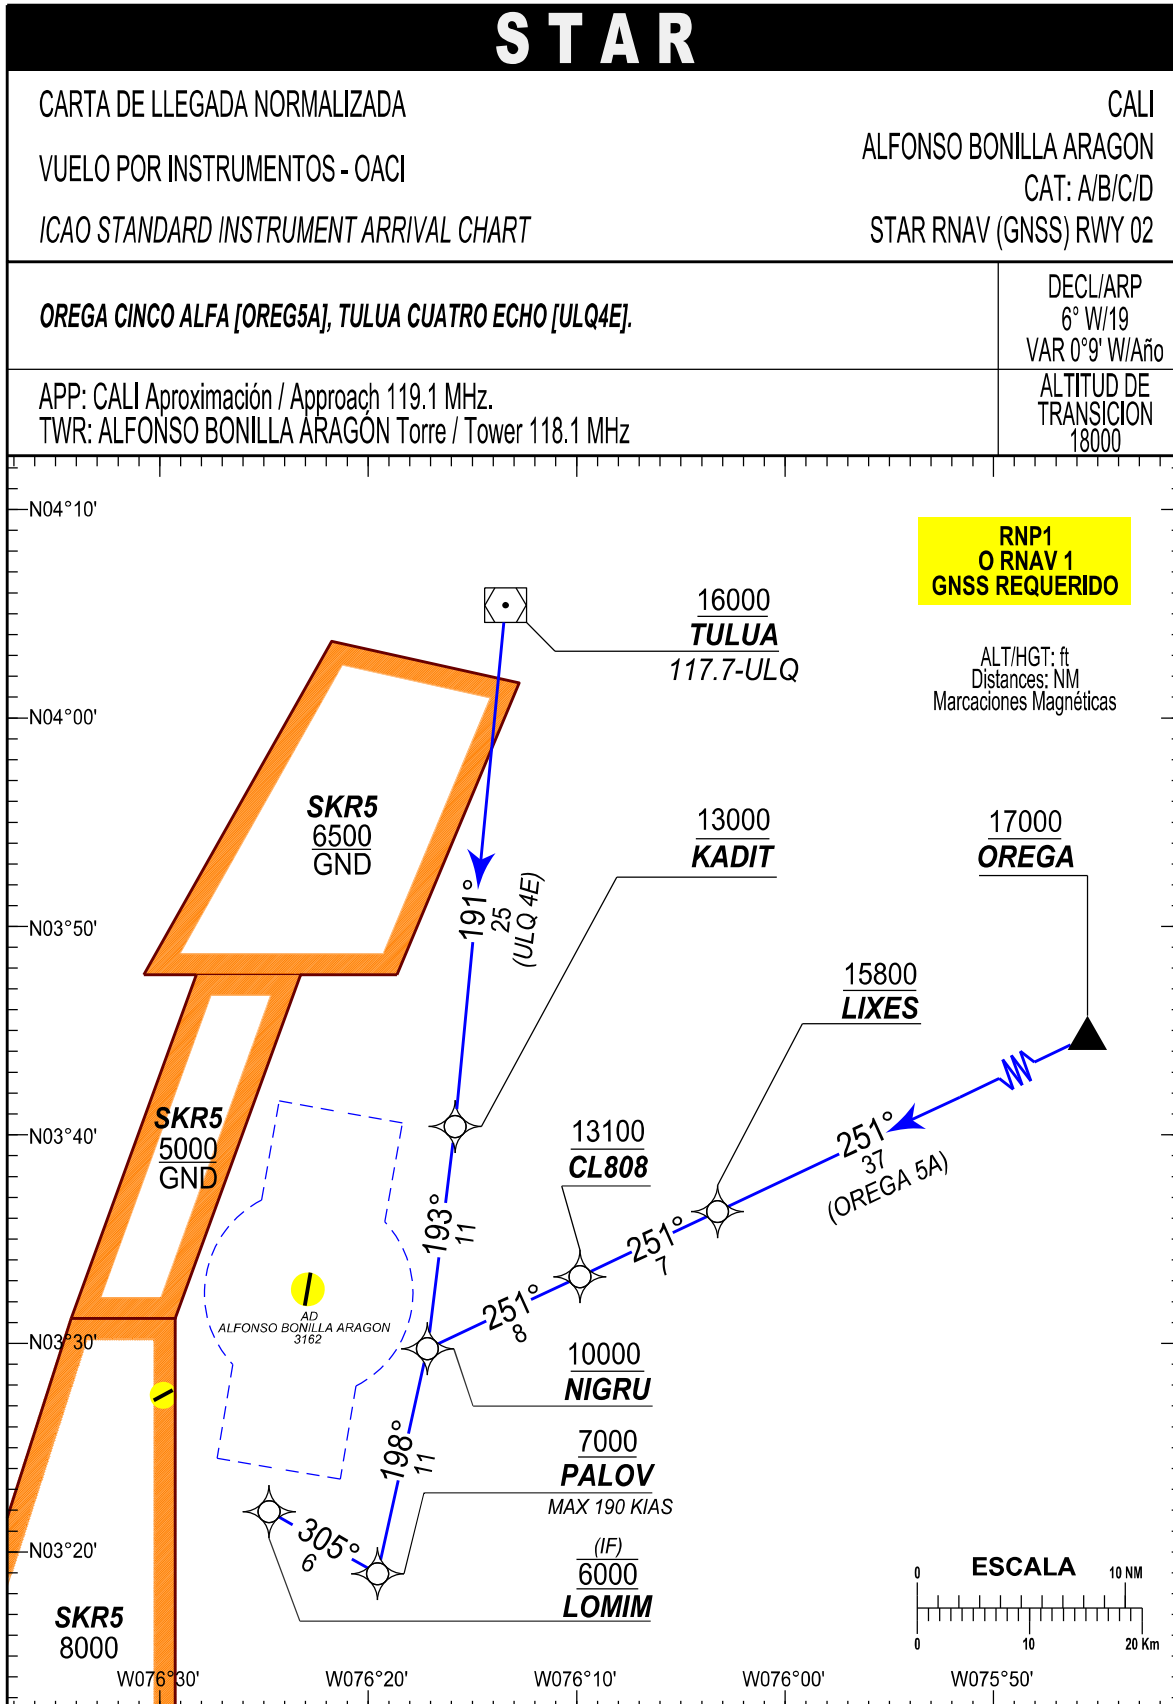 STAR
CARTA DE LLEGADA NORMALIZADA
VUELO POR INSTRUMENTOS - OACI
ICAO STANDARD INSTRUMENT ARRIVAL CHART
CALI
ALFONSO BONILLA ARAGON
CAT: A/B/C/D
STAR RNAV (GNSS) RWY 02
OREGA CINCO ALFA [OREG5A], TULUA CUATRO ECHO [ULQ4E].
DECL/ARP
6° W/19
VAR 0°9' W/Año
APP: CALI Aproximación / Approach 119.1 MHz.
TWR: ALFONSO BONILLA ARAGÓN Torre / Tower 118.1 MHz
ALTITUD DE
TRANSICION
18000
N04°10'
RNP1
O RNAV 1
GNSS REQUERIDO
16000
TULUA
117.7-ULQ
ALT/HGT: ft
Distances: NM
Marcaciones Magnéticas
N04°00'
SKR5
6500
GND
13000
KADIT
17000
OREGA
191°
25
(ULQ 4E)
N03°50'
15800
LIXES
SKR5
5000
GND
N03°40'
13100
CL808
251°
37
(OREGA 5A)
193°
11
251°
7
251°
8
AD
ALFONSO BONILLA ARAGON
3162
N03°30'
10000
NIGRU
198°
11
7000
PALOV
MAX 190 KIAS
305°
6
N03°20'
(IF)
6000
LOMIM
SKR5
8000
ESCALA
0
10 NM
0
10
20 Km
W076°30'
W076°20'
W076°10'
W076°00'
W075°50'